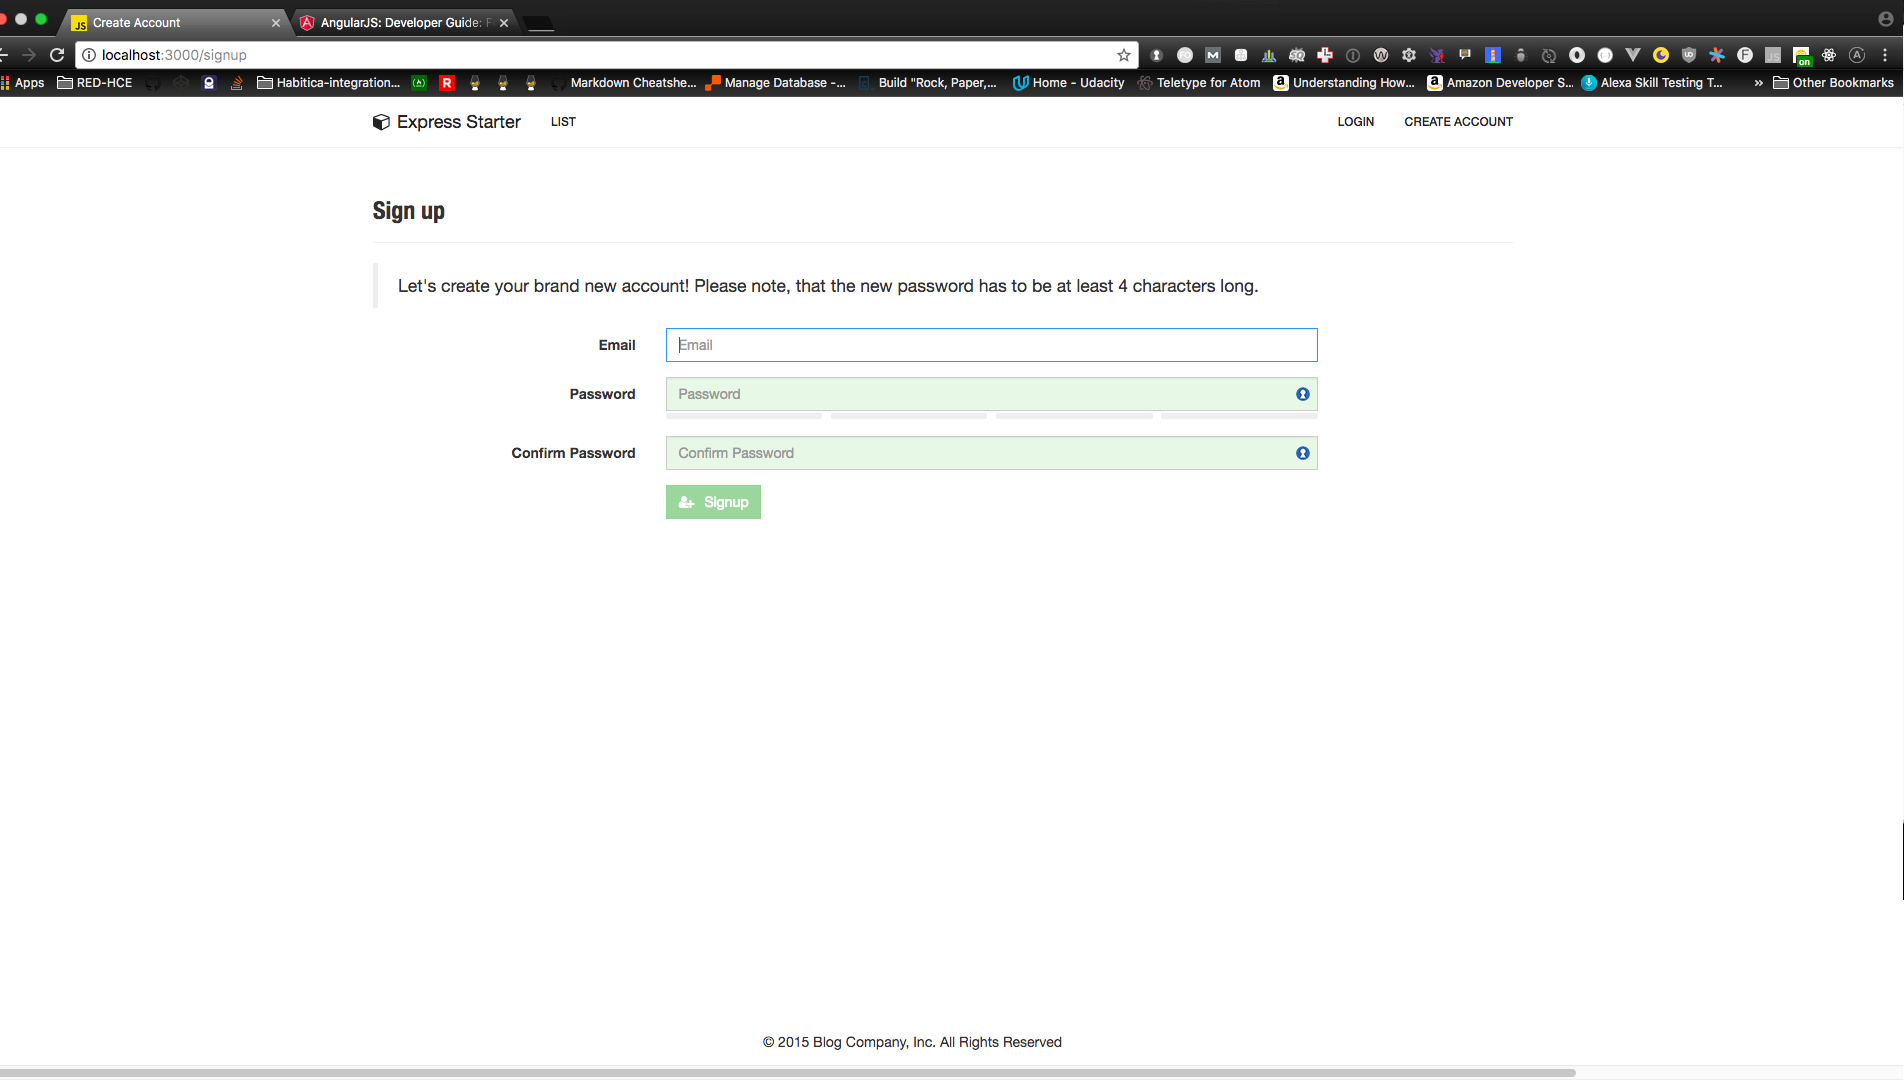 Create Account
AngularJS: Developer Guide:
localhost:3000/signup
Apps RED-HCE Habitica-integration... Markdown Cheatshe... Manage Database -... Build "Rock, Paper,... Home - Udacity Teletype for Atom Understanding How... Amazon Developer S... Alexa Skill Testing T... » Other Bookmarks
Express Starter LIST LOGIN CREATE ACCOUNT
Sign up
Let's create your brand new account! Please note, that the new password has to be at least 4 characters long.
Email Email
Password Password
Confirm Password Confirm Password
Signup
© 2015 Blog Company, Inc. All Rights Reserved